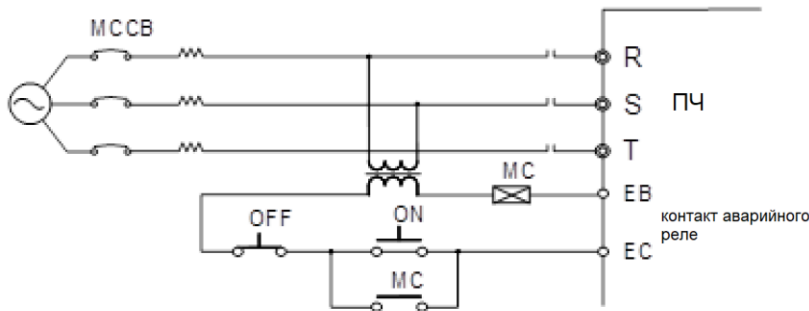 MCCB
R
S
ПЧ
T
MC
EB
OFF
ON
контакт аварийного
реле
EC
MC